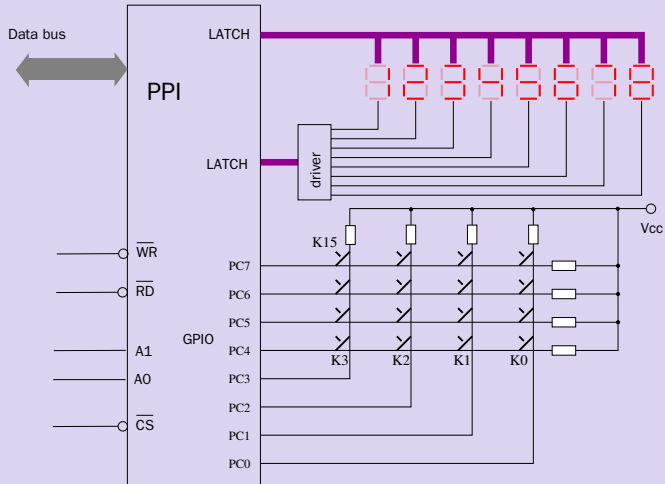 Data bus
LATCH
PPI
LATCH
driver
Vcc
K15
WR
PC7
RD
PC6
PC5
GPIO
A1
PC4
K3 K2 K1 K0
A0
PC3
PC2
CS
PC1
PC0